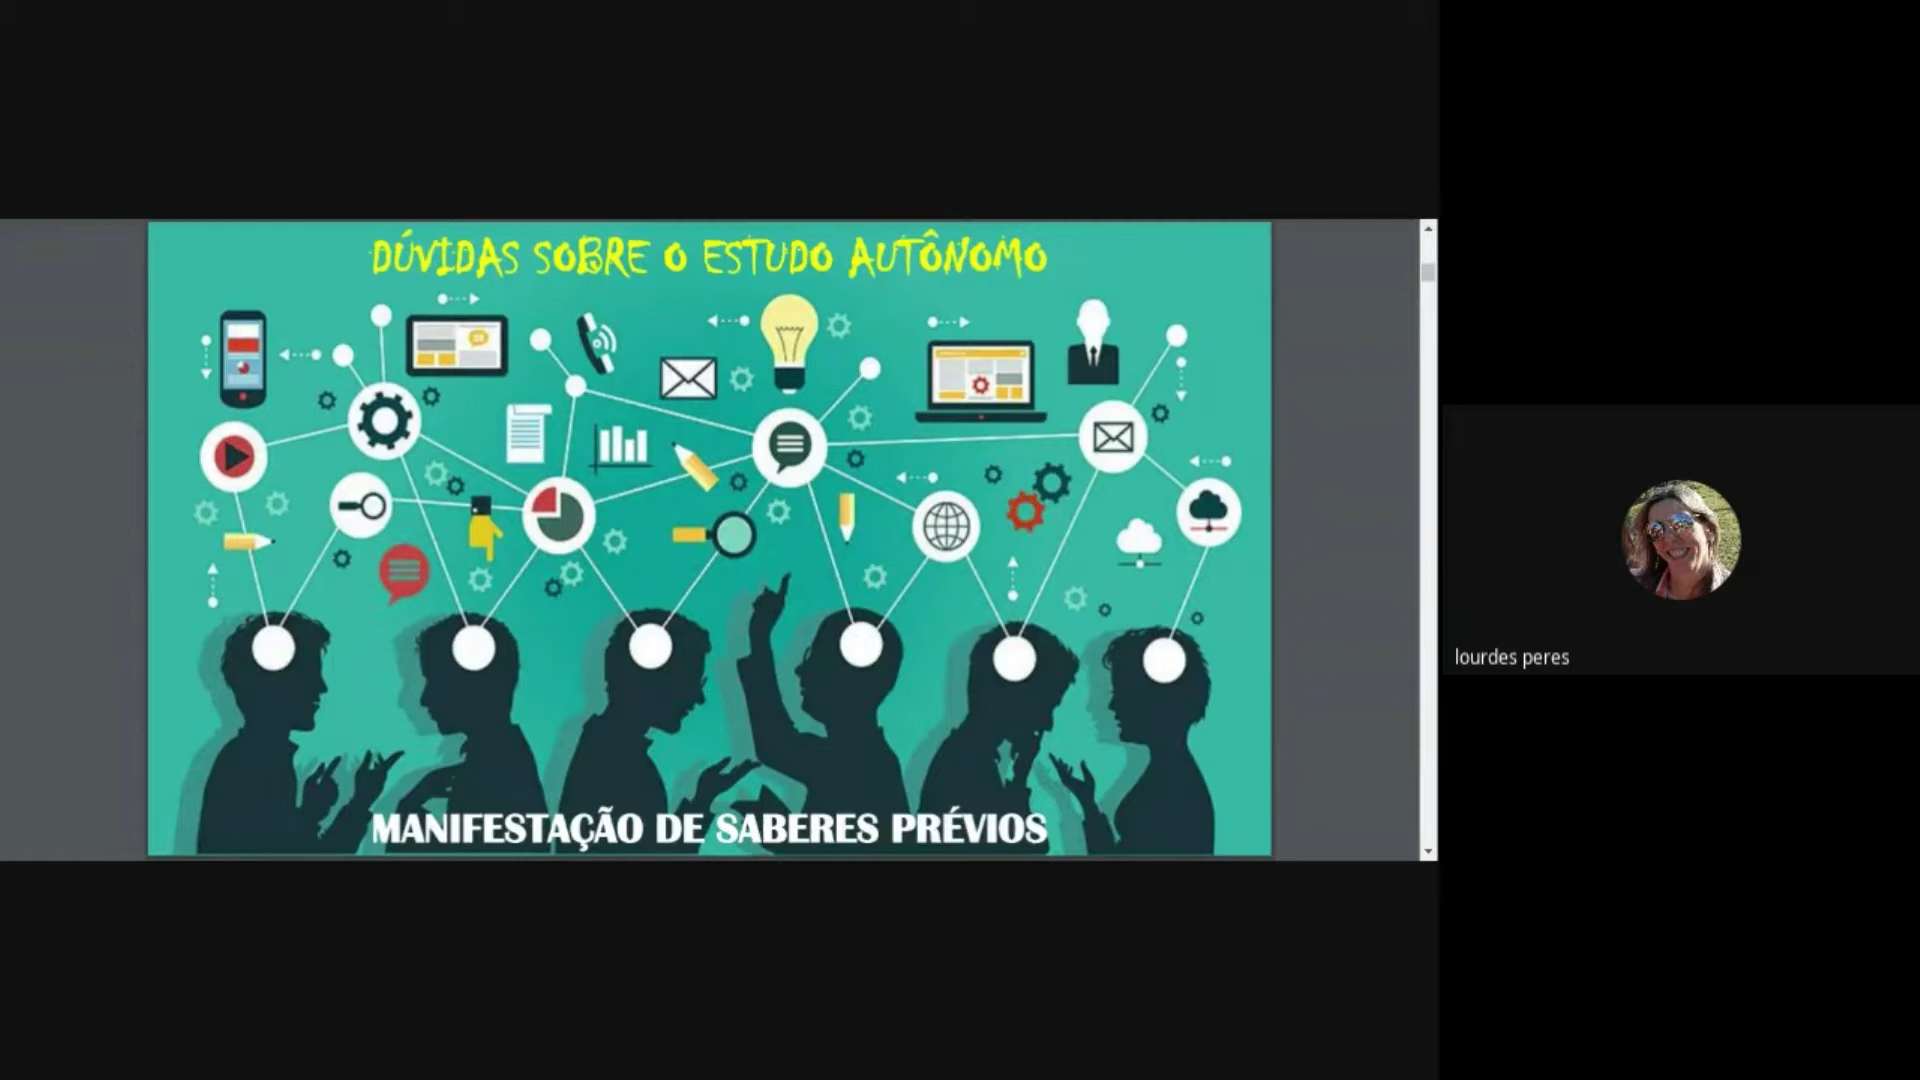 DÚVIDAS SOBRE O ESTUDO AUTÔNOMO
MANIFESTAÇÃO DE SABERES PRÉVIOS
lourdes peres